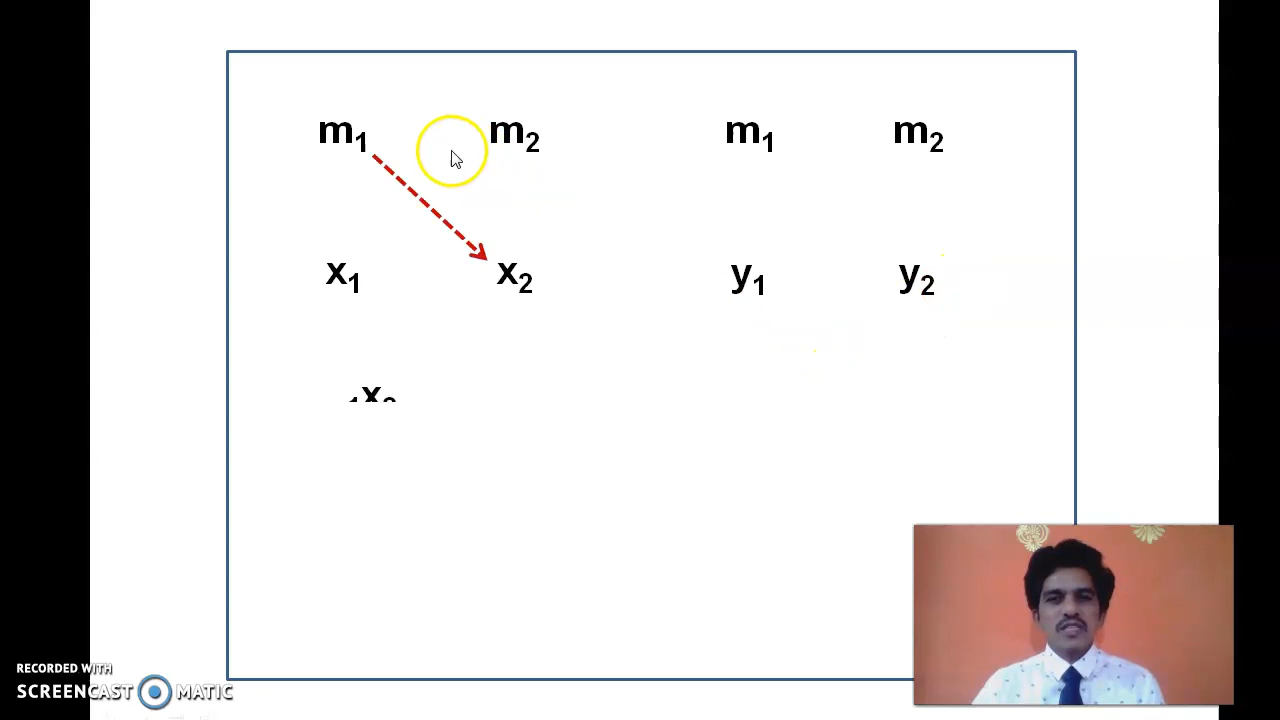 m₁ m₂ m₁ m₂
x₁ x₂ y₁ y₂
RECORDED WITH
SCREENCAST MATIC